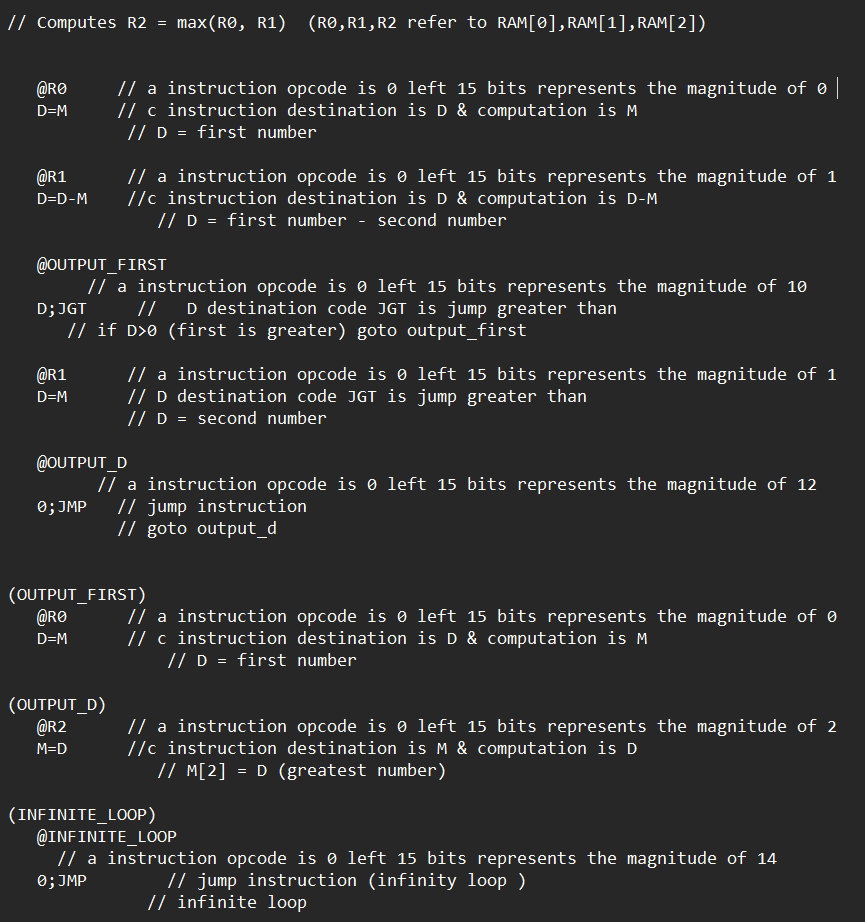 // Computes R2 = max(R0, R1)  (R0,R1,R2 refer to RAM[0],RAM[1],RAM[2])
@R0     // a instruction opcode is 0 left 15 bits represents the magnitude of 0
D=M     // c instruction destination is D & computation is M
// D = first number
@R1      // a instruction opcode is 0 left 15 bits represents the magnitude of 1
D=D-M    //c instruction destination is D & computation is D-M
// D = first number - second number
@OUTPUT_FIRST
// a instruction opcode is 0 left 15 bits represents the magnitude of 10
D;JGT     //   D destination code JGT is jump greater than
// if D>0 (first is greater) goto output_first
@R1      // a instruction opcode is 0 left 15 bits represents the magnitude of 1
D=M      // D destination code JGT is jump greater than
// D = second number
@OUTPUT_D
// a instruction opcode is 0 left 15 bits represents the magnitude of 12
0;JMP   // jump instruction
// goto output_d
(OUTPUT_FIRST)
@R0      // a instruction opcode is 0 left 15 bits represents the magnitude of 0
D=M      // c instruction destination is D & computation is M
// D = first number
(OUTPUT_D)
@R2      // a instruction opcode is 0 left 15 bits represents the magnitude of 2
M=D      //c instruction destination is M & computation is D
// M[2] = D (greatest number)
(INFINITE_LOOP)
@INFINITE_LOOP
// a instruction opcode is 0 left 15 bits represents the magnitude of 14
0;JMP        // jump instruction (infinity loop )
// infinite loop